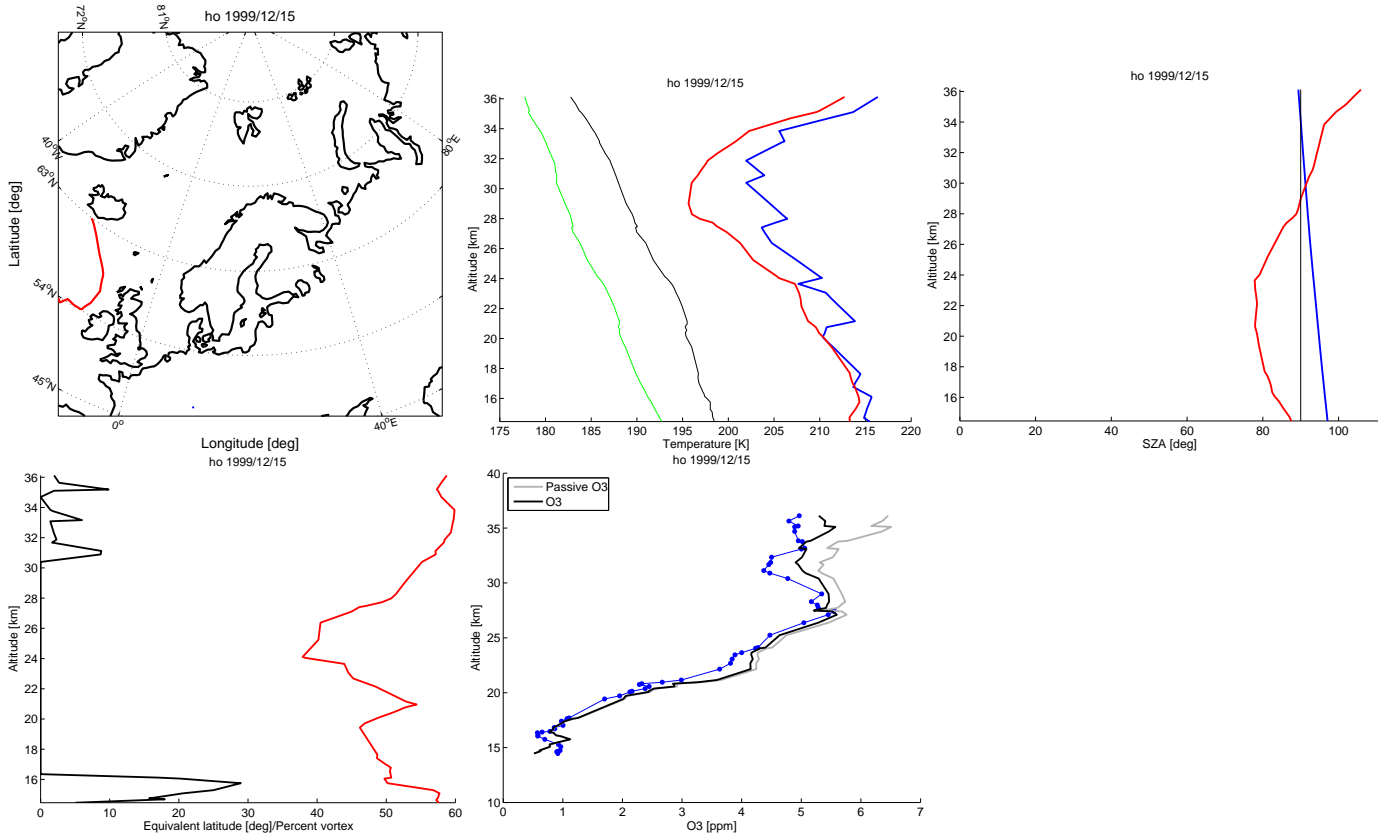 ho 1999/12/15
72°N
81°N
40°W
63°N
54°N
45°N
0°
40°E
80°E
Latitude [deg]
Longitude [deg]
ho 1999/12/15
36
34
32
30
28
26
24
22
20
18
16
175
180
185
190
195
200
205
210
215
220
Altitude [km]
Temperature [K]
ho 1999/12/15
36
34
32
30
28
26
24
22
20
18
16
0
20
40
60
80
100
Altitude [km]
SZA [deg]
ho 1999/12/15
36
34
32
30
28
26
24
22
20
18
16
0
10
20
30
40
50
60
Altitude [km]
Equivalent latitude [deg]/Percent vortex
ho 1999/12/15
Passive O3
O3
40
35
30
25
20
15
10
0
1
2
3
4
5
6
7
Altitude [km]
O3 [ppm]